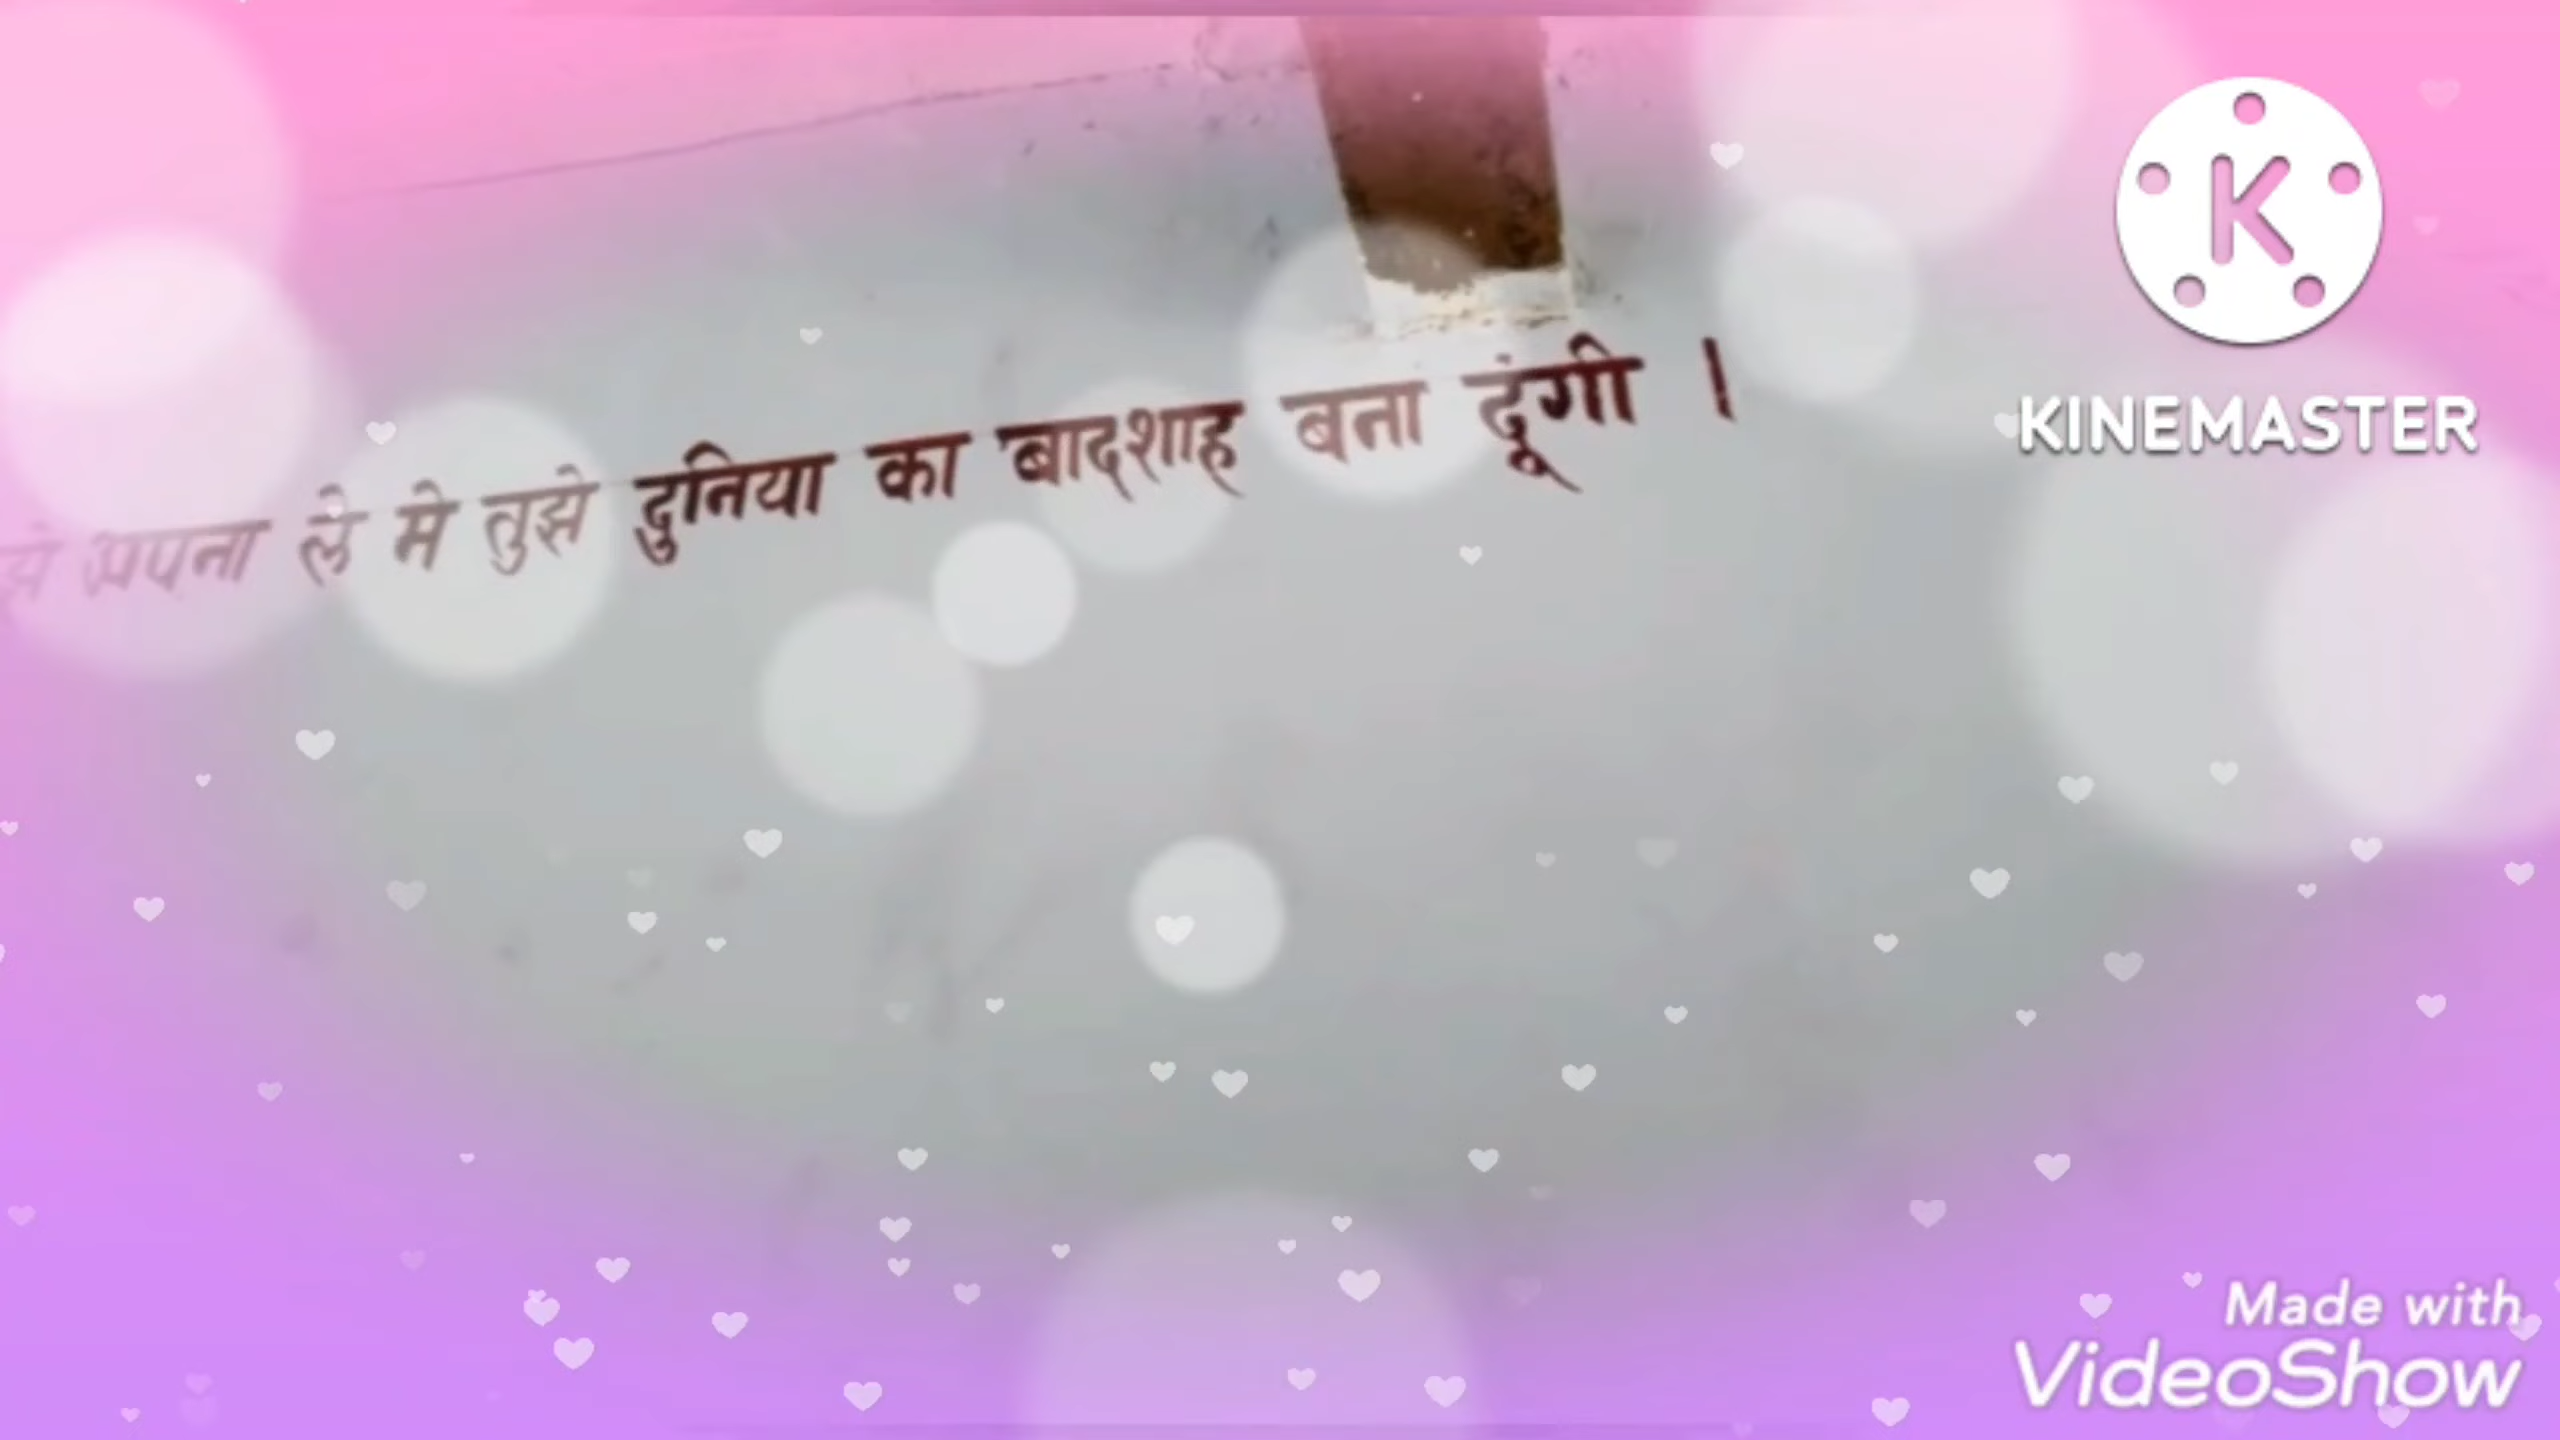 अपना ले मे तुझे दुनिया का बादशाह बना दूंगी ।
KINEMASTER
Made with
VideoShow